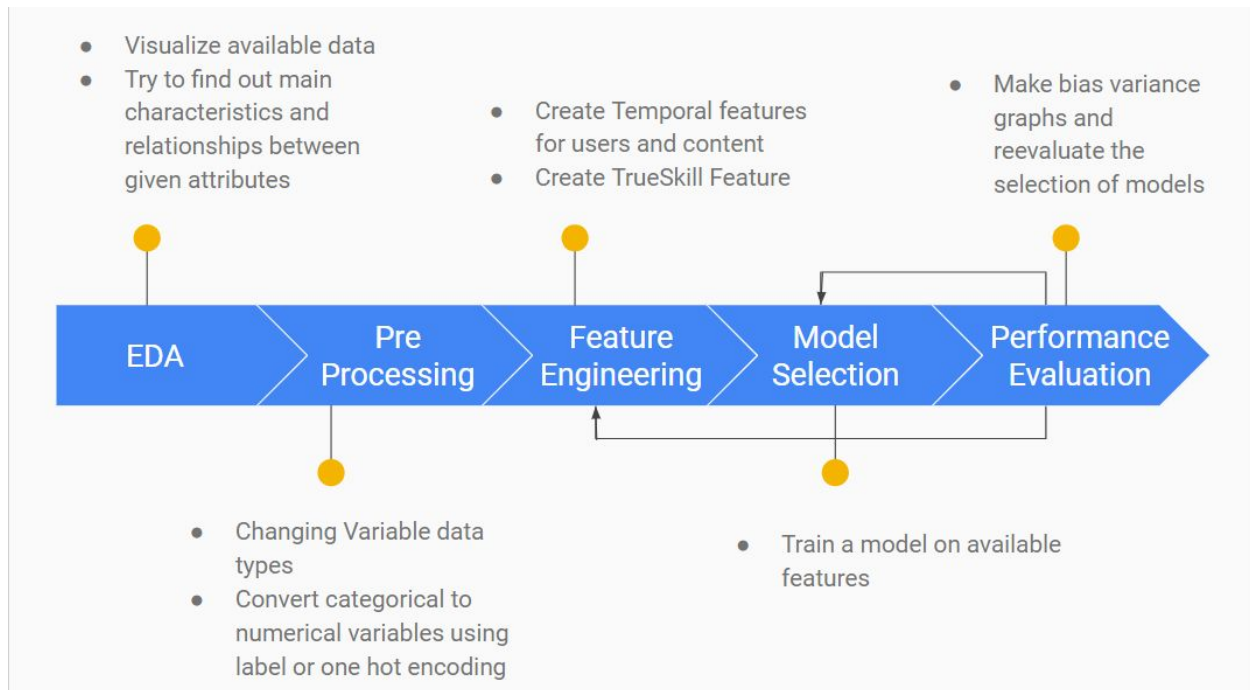 ● Visualize available data
● Try to find out main
characteristics and
relationships between
given attributes
● Create Temporal features
for users and content
● Create TrueSkill Feature
● Make bias variance
graphs and
reevaluate the
selection of models
EDA
Pre
Processing
Feature
Engineering
Model
Selection
Performance
Evaluation
● Changing Variable data
types
● Convert categorical to
numerical variables using
label or one hot encoding
● Train a model on available
features